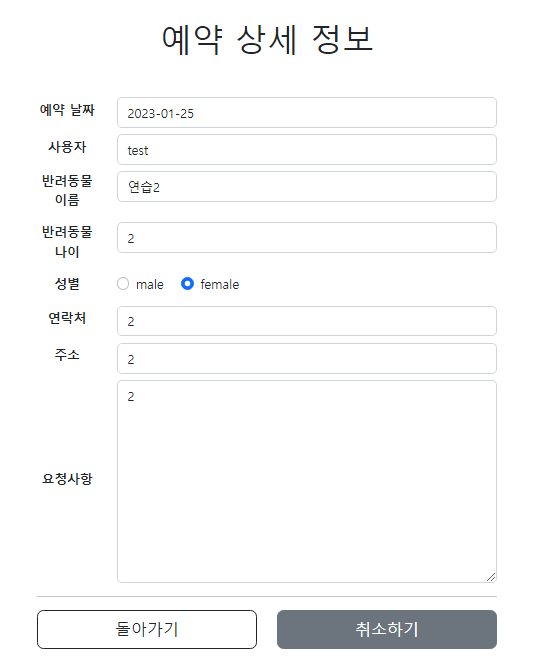 예약 상세 정보
예약 날짜 2023-01-25
사용자 test
반려동물
이름 연습2
반려동물
나이 2
성별 male female
연락처 2
주소 2
요청사항 2
돌아가기 취소하기